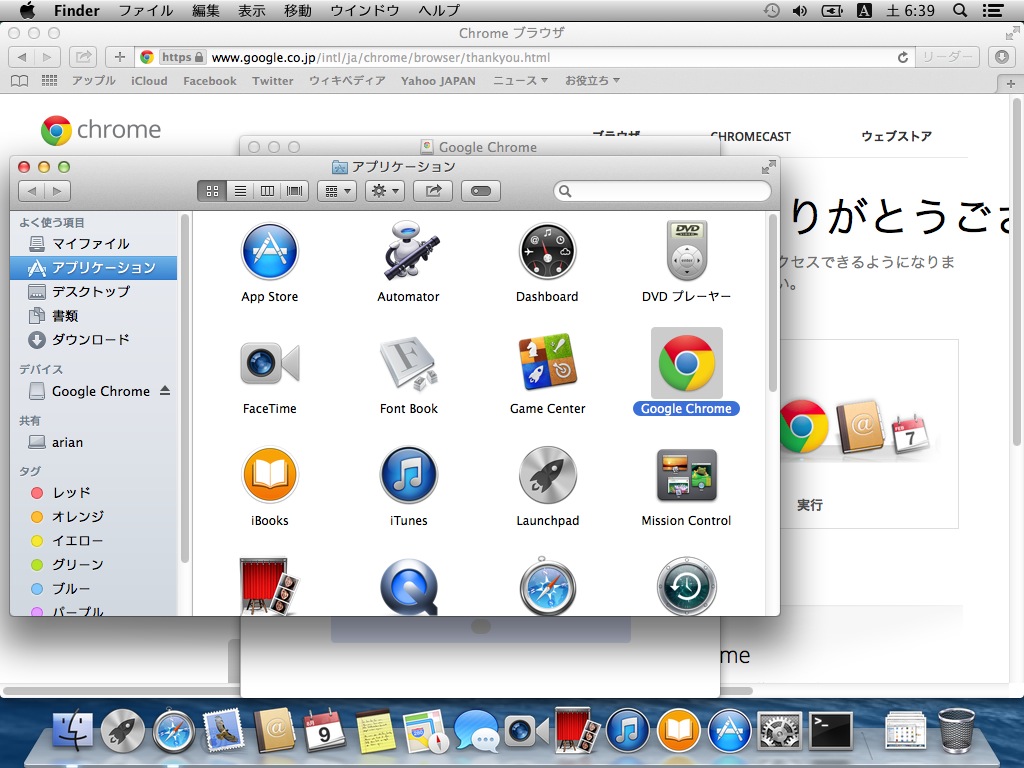 Finder ファイル 編集 表示 移動 ウインドウ ヘルプ A 土 6:39
Chrome ブラウザ
https www.google.co.jp/intl/ja/chrome/browser/thankyou.html リーダー
アップル iCloud Facebook Twitter ウィキペディア Yahoo JAPAN ニュース お役立ち
chrome
ブラウザ CHROMECAST ウェブストア
Google Chrome
アプリケーション
りがとうご
クセスできるようになりま
い。
実行
me
よく使う項目
マイファイル
アプリケーション
デスクトップ
書類
ダウンロード
デバイス
Google Chrome
共有
arian
タグ
レッド
オレンジ
イエロー
グリーン
ブルー
パープル
App Store Automator Dashboard DVD プレーヤー
FaceTime Font Book Game Center Google Chrome
iBooks iTunes Launchpad Mission Control